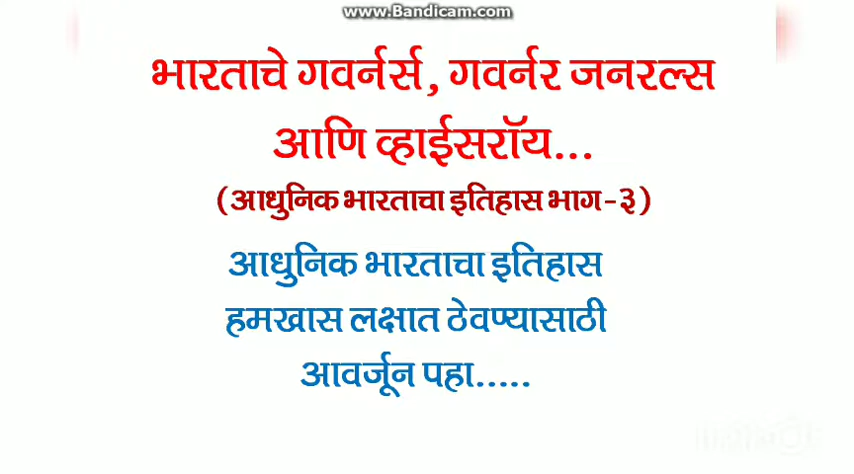 www.Bandicam.com
भारताचे गवर्नर्स, गवर्नर जनरल्स
आणि व्हाईसरॉय...
(आधुनिक भारताचा इतिहास भाग-३)
आधुनिक भारताचा इतिहास
हमखास लक्षात ठेवण्यासाठी
आवर्जून पहा.....